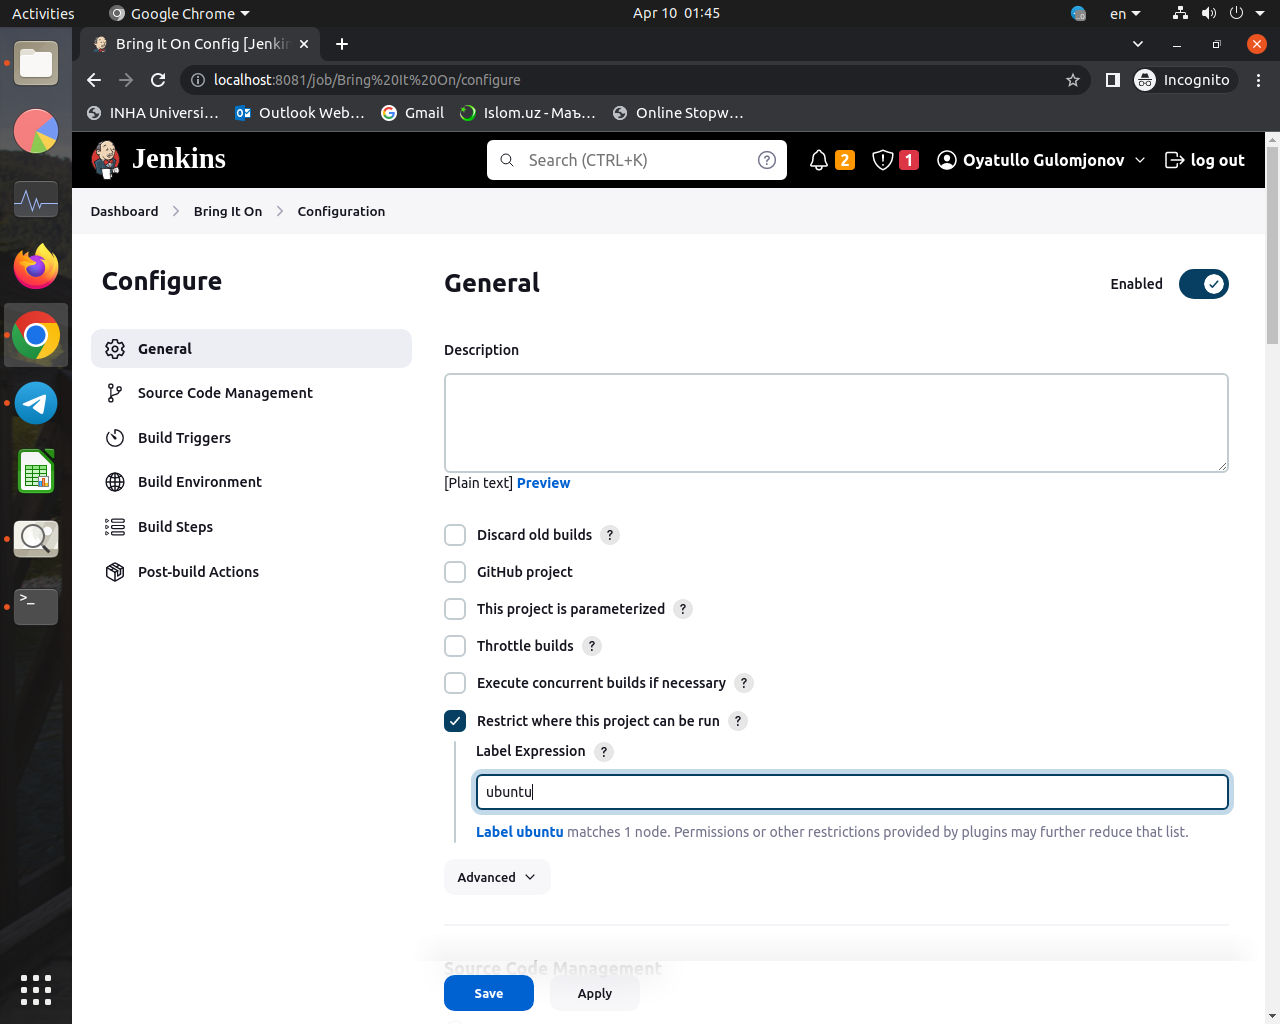 Activities
Google Chrome
Apr 10 01:45
en
Bring It On Config [Jenkin
localhost:8081/job/Bring%20It%20On/configure
Incognito
INHA Universi...
Outlook Web...
Gmail
Islom.uz - Маъ...
Online Stopw...
Jenkins
Search (CTRL+K)
?
2
1
Oyatullo Gulomjonov
log out
Dashboard
Bring It On
Configuration
Configure
General
Source Code Management
Build Triggers
Build Environment
Build Steps
Post-build Actions
General
Enabled
Description
[Plain text] Preview
Discard old builds ?
GitHub project
This project is parameterized ?
Throttle builds ?
Execute concurrent builds if necessary ?
Restrict where this project can be run ?
Label Expression ?
ubuntu
Label ubuntu matches 1 node. Permissions or other restrictions provided by plugins may further reduce that list.
Advanced
Source Code Management
Save
Apply